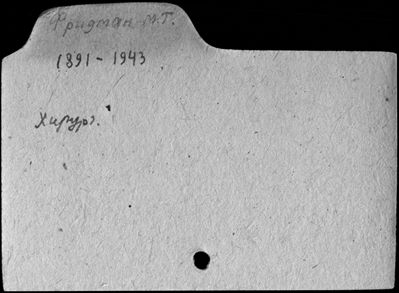 Фридман М.Г.
1891 - 1943
Хирург.